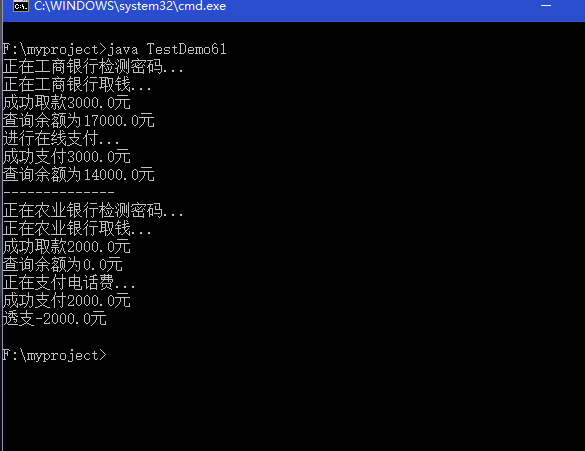 C:\WINDOWS\system32\cmd.exe
F:\myproject>java TestDemo61
正在工商银行检测密码...
正在工商银行取钱...
成功取款3000.0元
查询余额为17000.0元
进行在线支付...
成功支付3000.0元
查询余额为14000.0元
--------------
正在农业银行检测密码...
正在农业银行取钱...
成功取款2000.0元
查询余额为0.0元
正在支付电话费...
成功支付2000.0元
透支-2000.0元
F:\myproject>